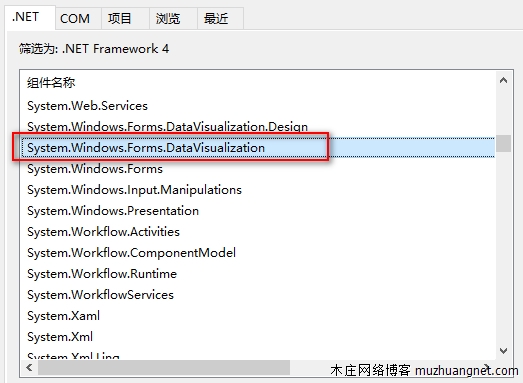 .NET COM 项目 浏览 最近
筛选为: .NET Framework 4
组件名称
System.Web.Services
System.Windows.Forms.DataVisualization.Design
System.Windows.Forms.DataVisualization
System.Windows.Forms
System.Windows.Input.Manipulations
System.Windows.Presentation
System.Workflow.Activities
System.Workflow.ComponentModel
System.Workflow.Runtime
System.WorkflowServices
System.Xaml
System.Xml
System.Xml.Linq
木庄网络博客 muzhuangnet.com